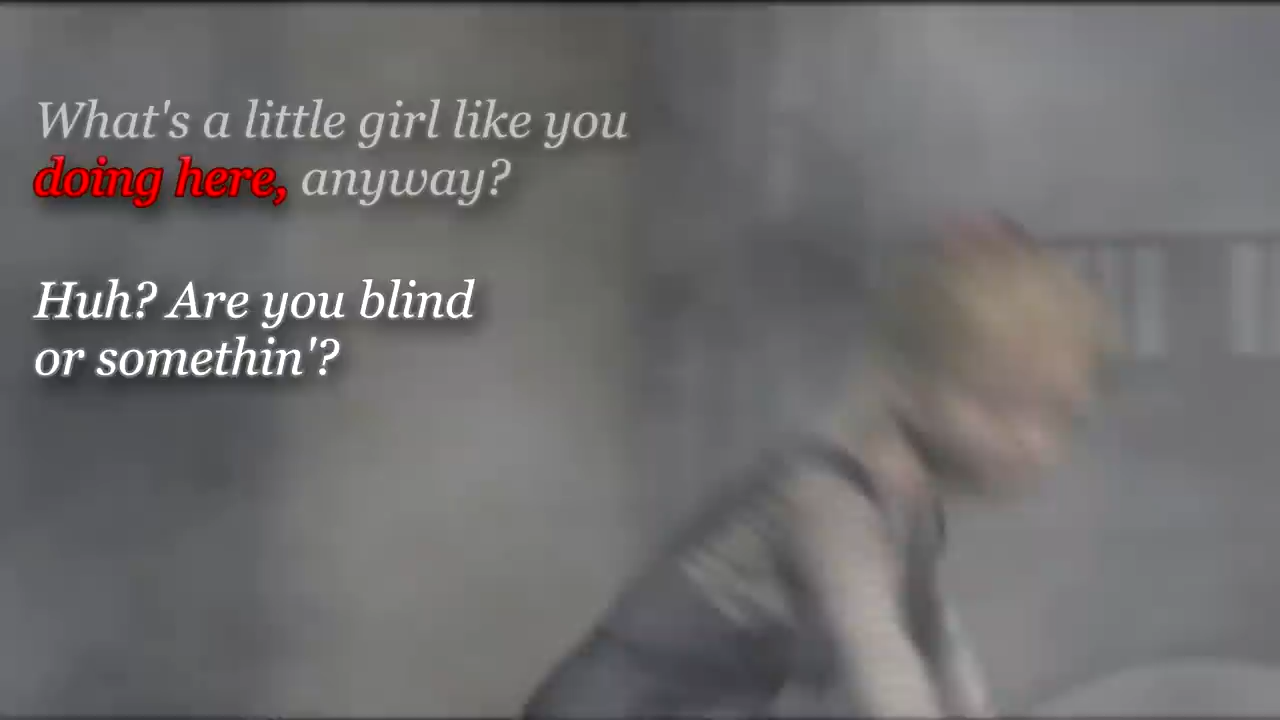 What's a little girl like you
doing here, anyway?
Huh? Are you blind
or somethin'?